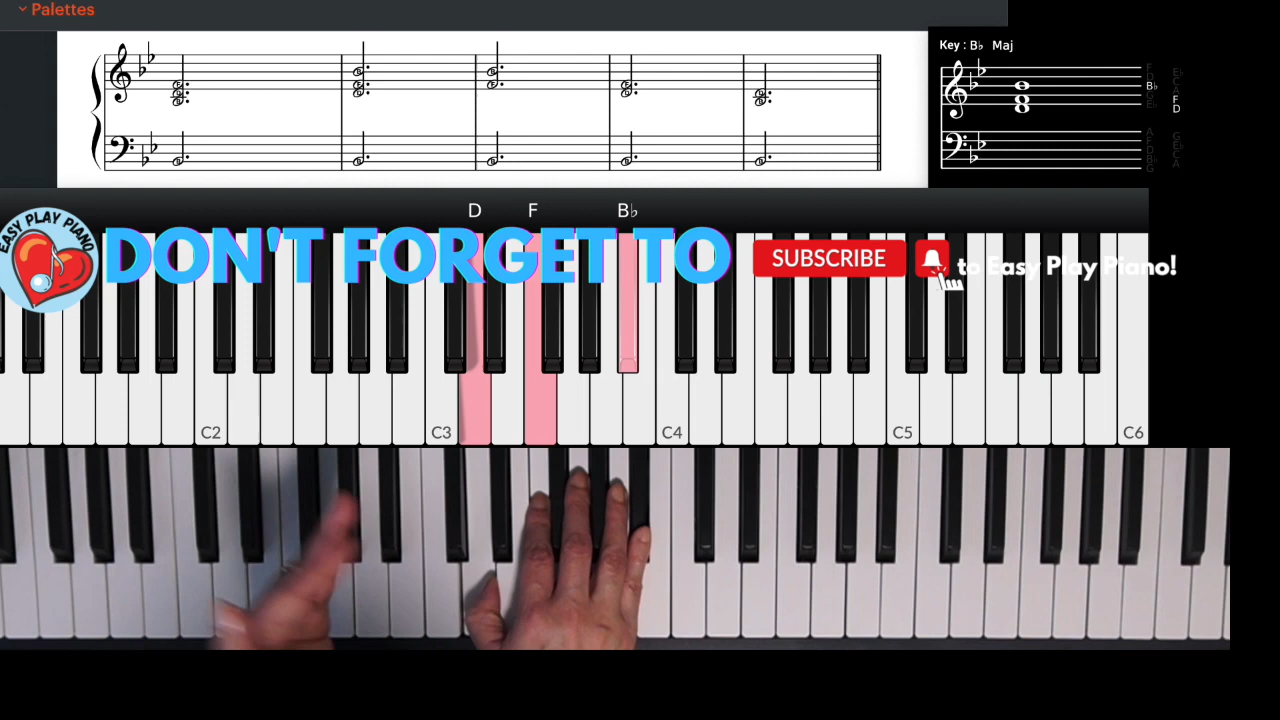 Palettes
Key : B♭ Maj
B♭
F
D
D F B♭
EASY PLAY PIANO
DON'T FORGET TO
SUBSCRIBE
to Easy Play Piano!
C2 C3 C4 C5 C6